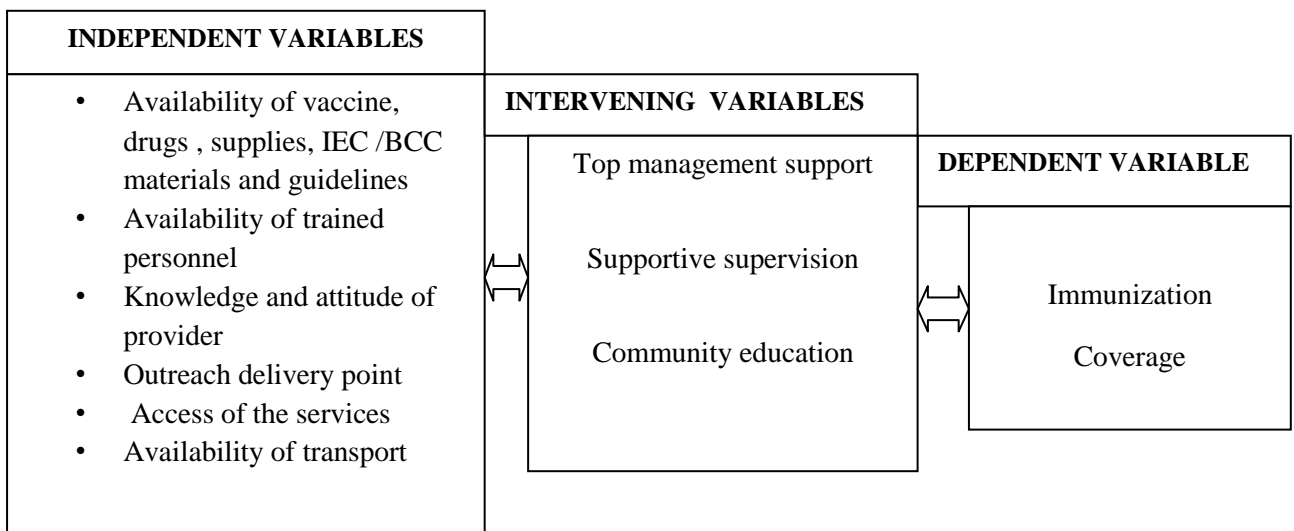 INDEPENDENT VARIABLES
• Availability of vaccine,
drugs , supplies, IEC /BCC
materials and guidelines
• Availability of trained
personnel
• Knowledge and attitude of
provider
• Outreach delivery point
• Access of the services
• Availability of transport
INTERVENING VARIABLES
Top management support
Supportive supervision
Community education
DEPENDENT VARIABLE
Immunization
Coverage